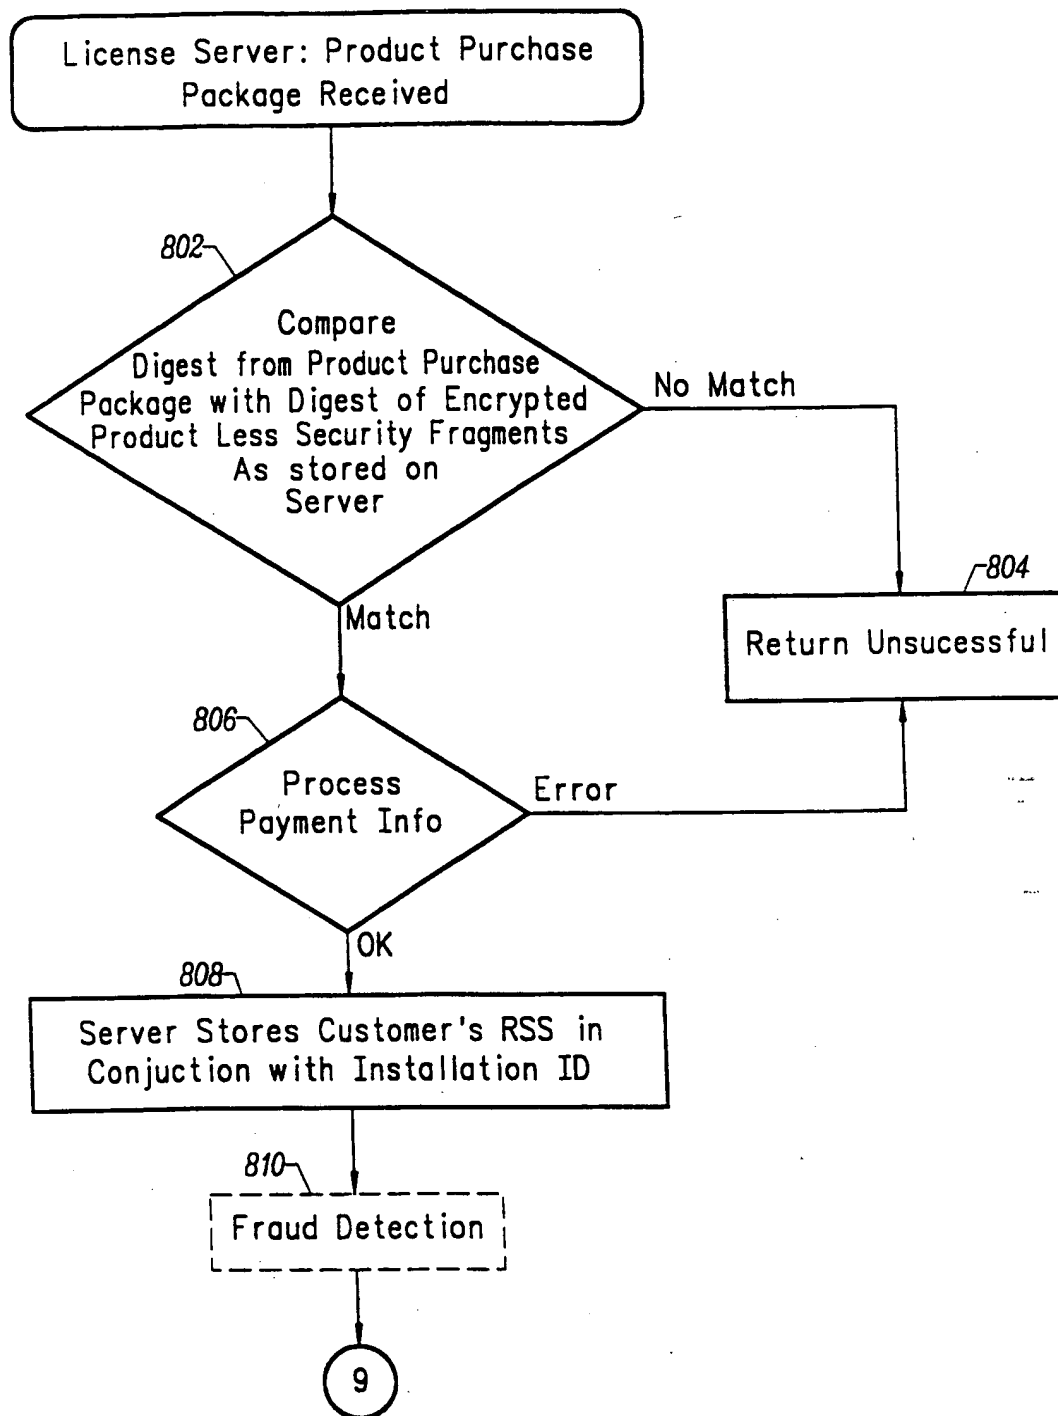 License Server: Product Purchase
Package Received
802
Compare
Digest from Product Purchase
Package with Digest of Encrypted
Product Less Security Fragments
As stored on
Server
No Match
804
Return Unsucessful
Match
806
Process
Payment Info
Error
OK
808
Server Stores Customer's RSS in
Conjuction with Installation ID
810
Fraud Detection
9